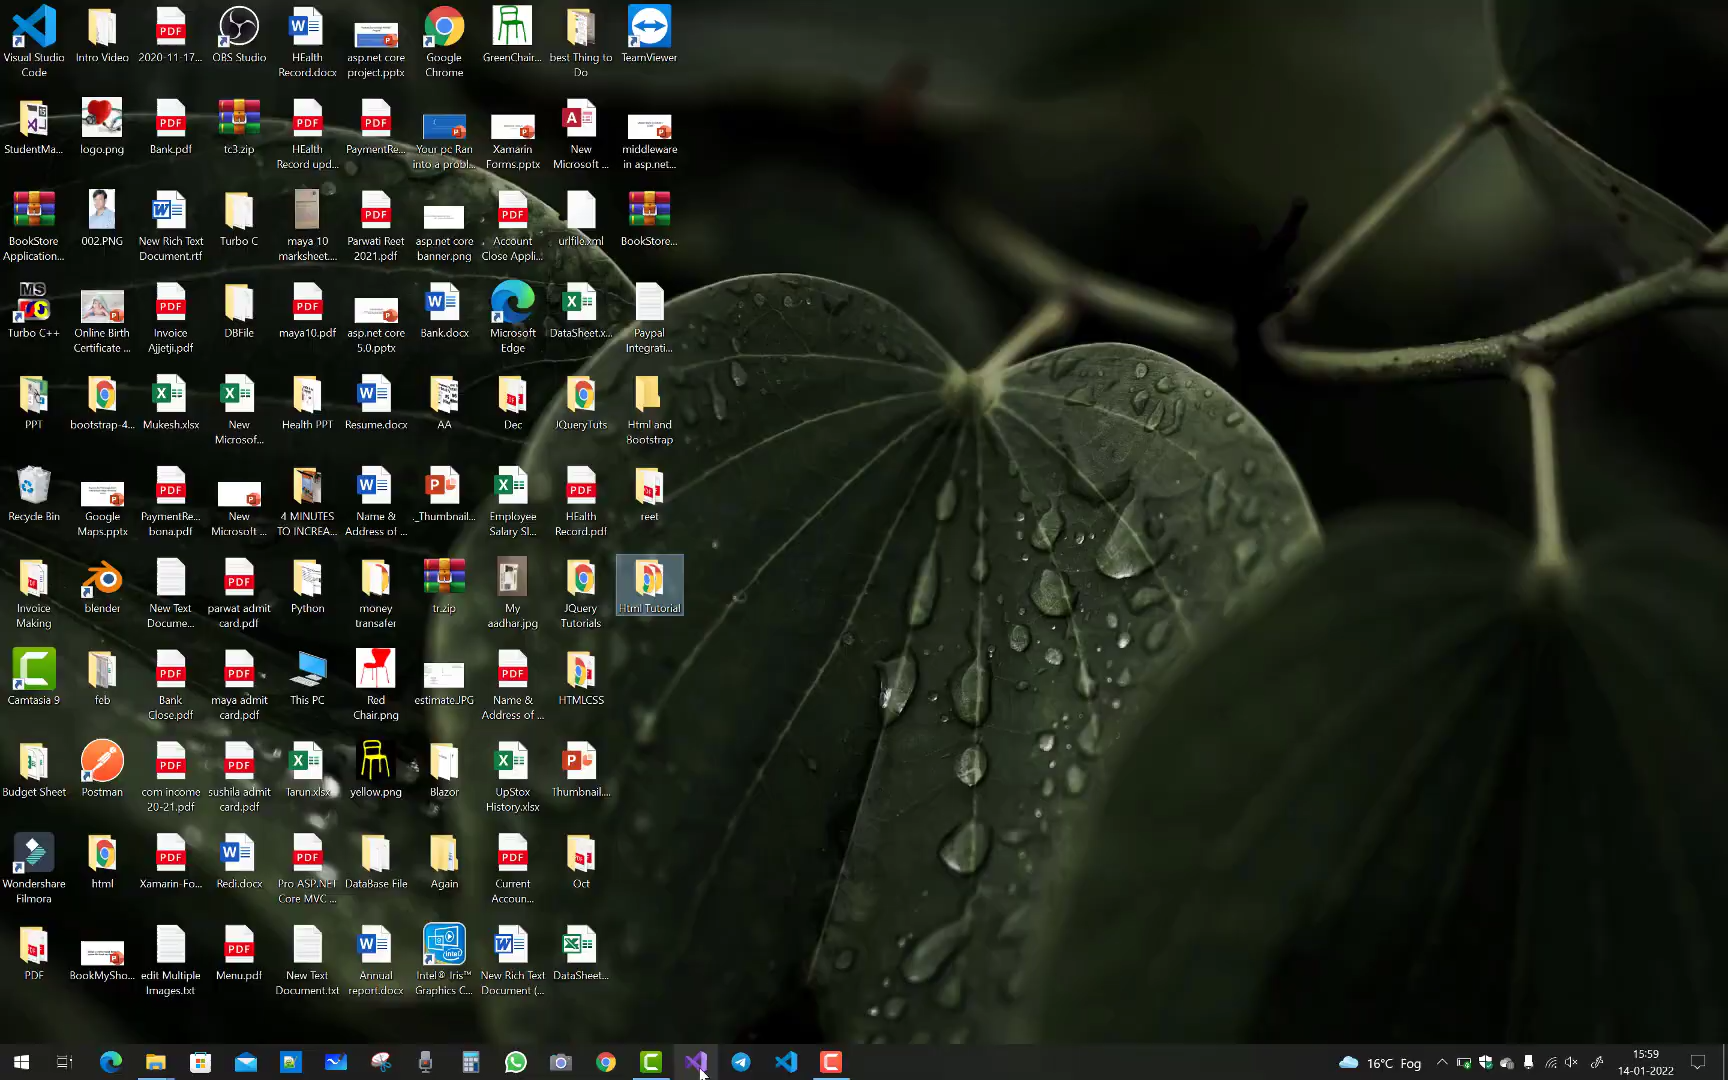 Visual Studio
Code
Intro Video
2020-11-17...
OBS Studio
HEalth
Record.docx
asp.net core
project.pptx
Google
Chrome
GreenChair...
best Thing to
Do
TeamViewer
StudentMa...
logo.png
Bank.pdf
tc3.zip
HEalth
Record upd...
PaymentRe...
Your pc Ran
into a probl...
Xamarin
Forms.pptx
New
Microsoft ...
middleware
in asp.net...
BookStore
Application...
002.PNG
New Rich Text
Document.rtf
Turbo C
maya 10
marksheet....
Parwati Reet
2021.pdf
asp.net core
banner.png
Account
Close Appli...
urlfile.xml
BookStore...
MS
Turbo C++
Online Birth
Certificate ...
Invoice
Ajjetji.pdf
DBFile
maya10.pdf
asp.net core
5.0.pptx
Bank.docx
Microsoft
Edge
DataSheet.x...
Paypal
Integrati...
PPT
bootstrap-4...
Mukesh.xlsx
New
Microsof...
Health PPT
Resume.docx
AA
Dec
JQueryTuts
Html and
Bootstrap
Recycle Bin
Google
Maps.pptx
PaymentRe...
bona.pdf
New
Microsoft ...
4 MINUTES
TO INCREA...
Name &
Address of ...
._Thumbnail...
Employee
Salary Sl...
HEalth
Record.pdf
reet
Invoice
Making
blender
New Text
Docume...
parwat admit
card.pdf
Python
money
transafer
tr.zip
My
aadhar.jpg
JQuery
Tutorials
Html Tutorial
Camtasia 9
feb
Bank
Close.pdf
maya admit
card.pdf
This PC
Red
Chair.png
estimate.JPG
Name &
Address of ...
HTMLCSS
Budget Sheet
Postman
com income
20-21.pdf
sushila admit
card.pdf
Tarun.xlsx
yellow.png
Blazor
UpStox
History.xlsx
Thumbnail....
Wondershare
Filmora
html
Xamarin-Fo...
Redi.docx
Pro ASP.NET
Core MVC ...
DataBase File
Again
Current
Accoun...
Oct
PDF
BookMySho...
edit Multiple
Images.txt
Menu.pdf
New Text
Document.txt
Annual
report.docx
Intel® Iris™
Graphics C...
New Rich Text
Document (...
DataSheet...
16°C Fog
15:59
14-01-2022